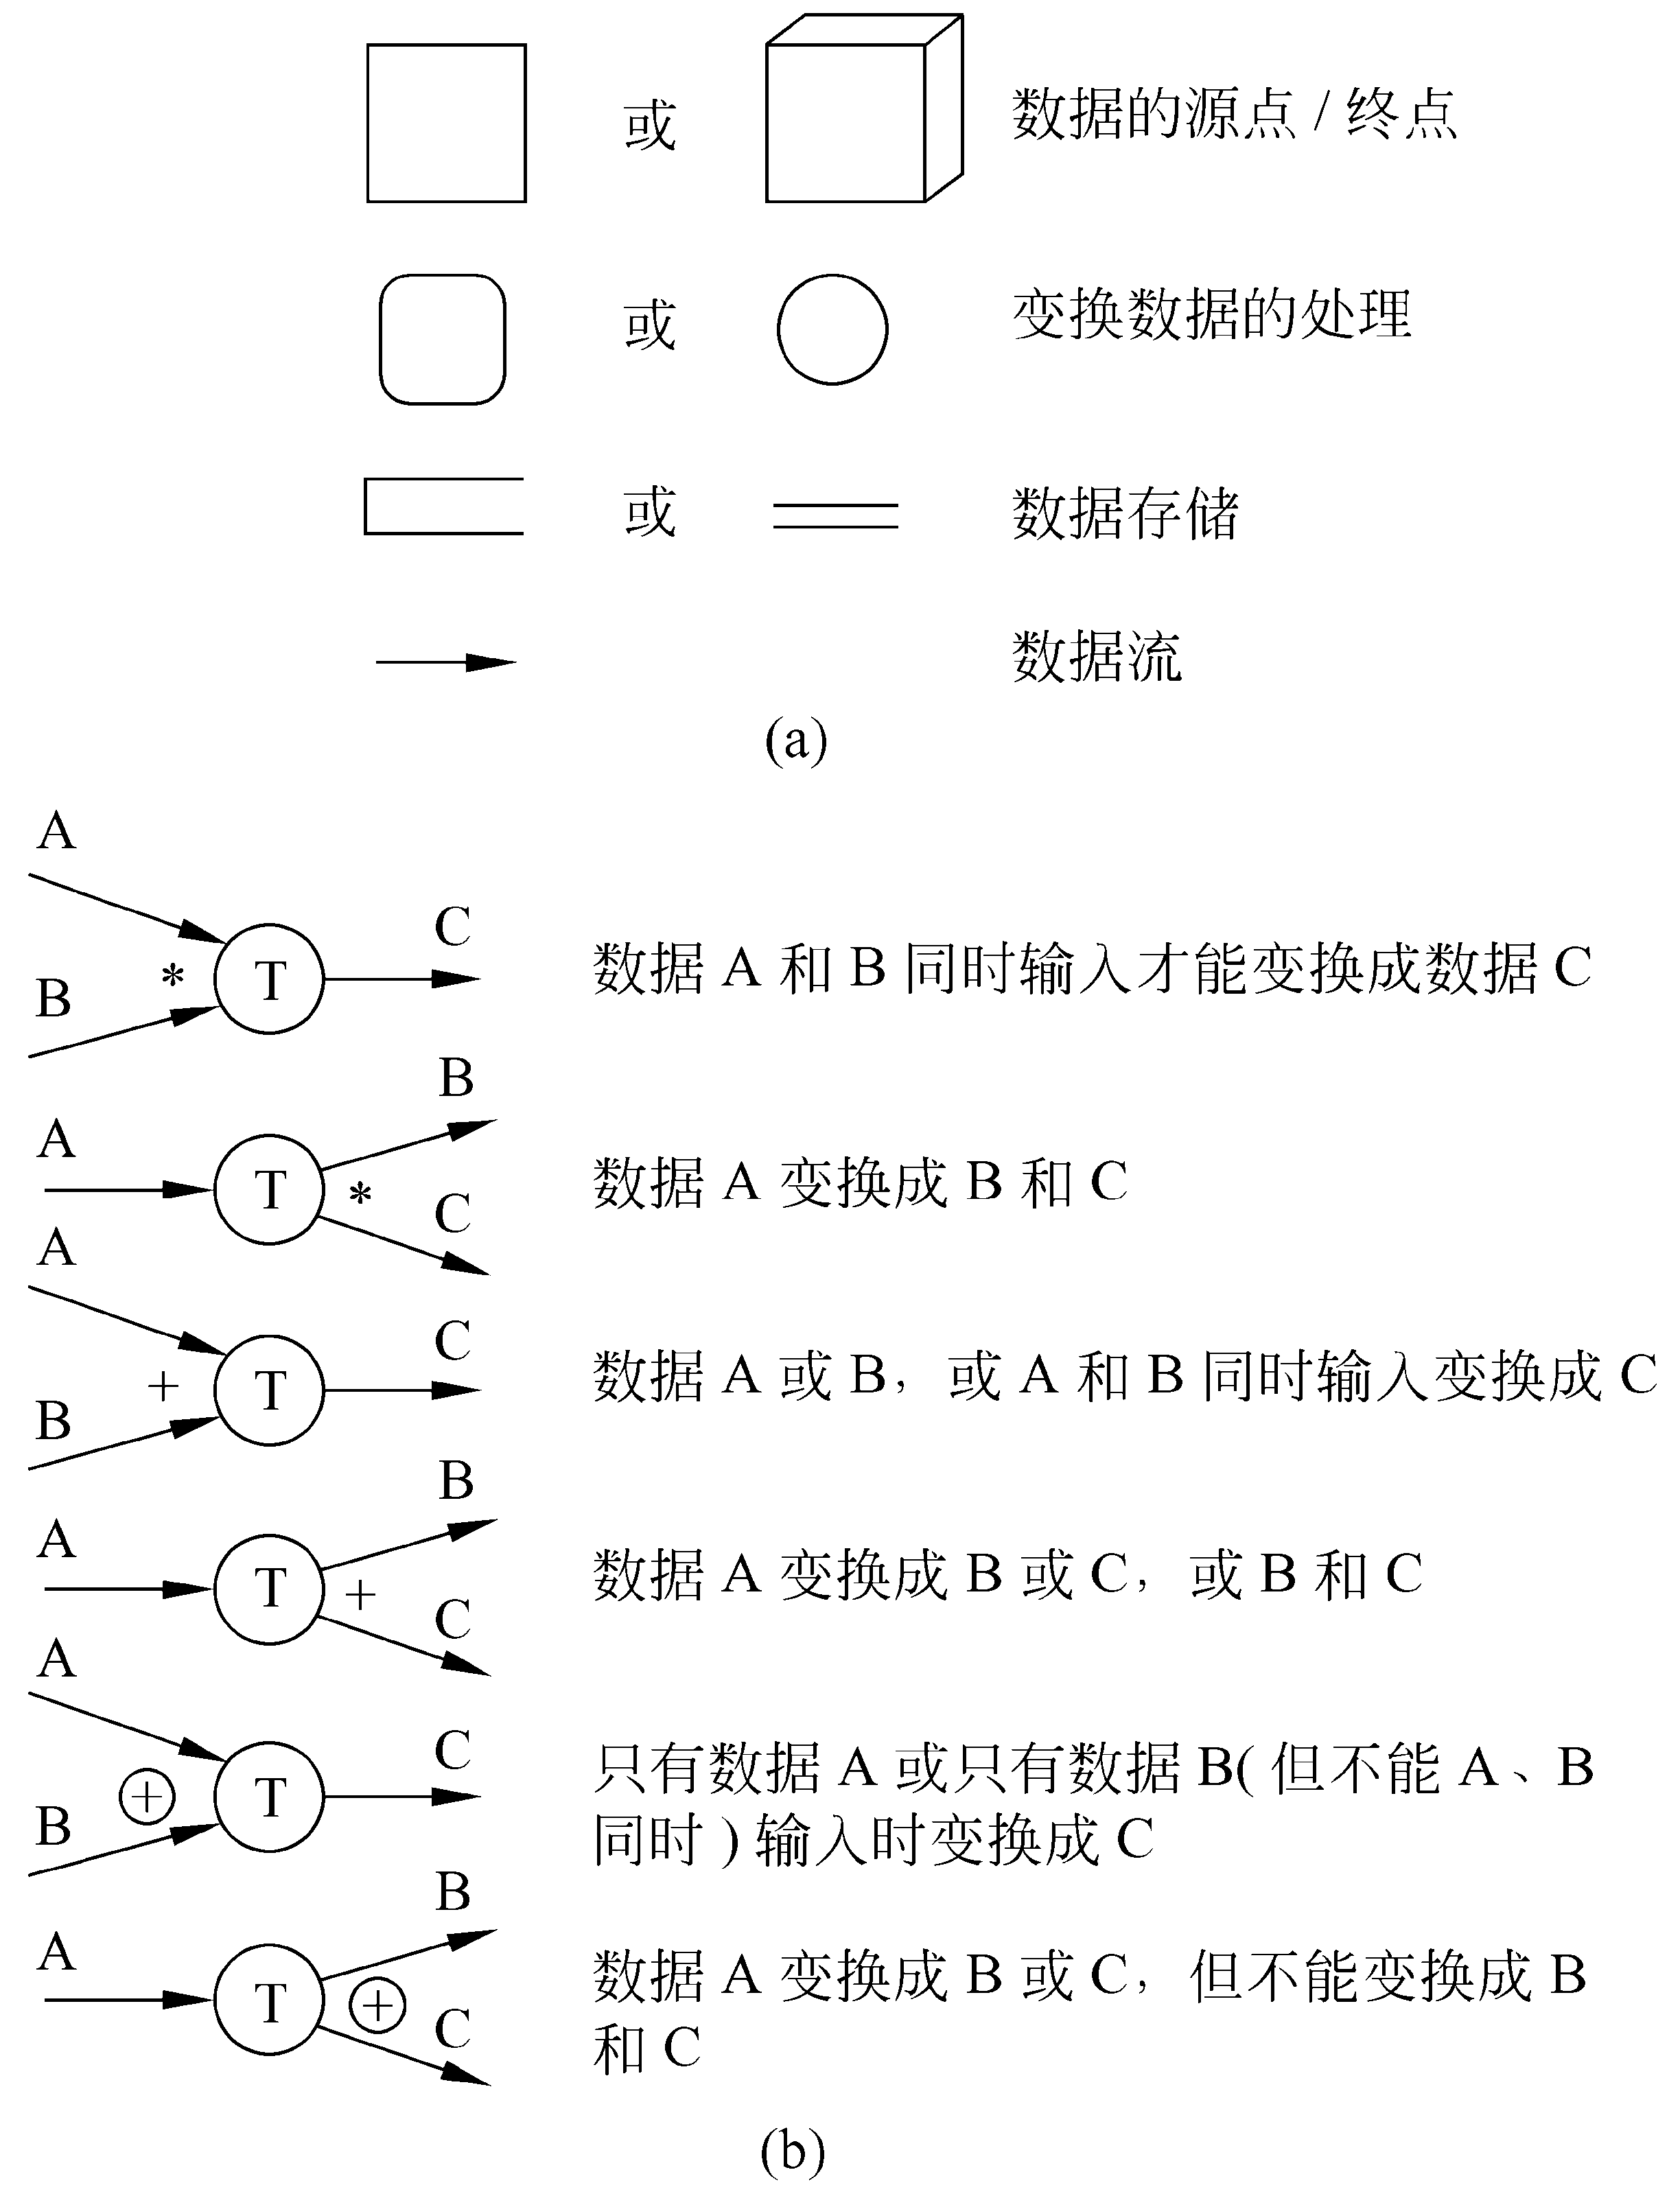 或 数据的源点 / 终点
或 变换数据的处理
或 数据存储
数据流
(a)
A
B * T C 数据 A 和 B 同时输入才能变换成数据 C
B
A T * C 数据 A 变换成 B 和 C
A
B + T C 数据 A 或 B，或 A 和 B 同时输入变换成 C
B
A T + C 数据 A 变换成 B 或 C，或 B 和 C
A
B + T C 只有数据 A 或只有数据 B( 但不能 A、B
同时 ) 输入时变换成 C
B
A T + C 数据 A 变换成 B 或 C，但不能变换成 B
和 C
(b)